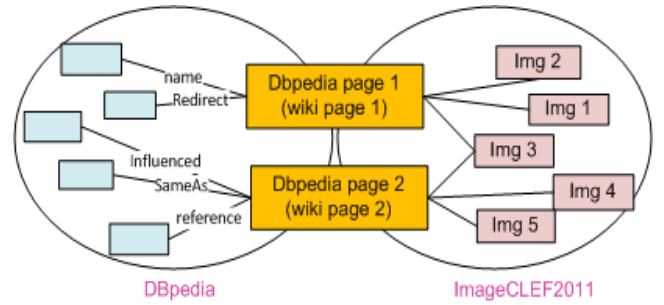 name
Redirect
Influenced
SameAs
reference
Dbpedia page 1
(wiki page 1)
Dbpedia page 2
(wiki page 2)
Img 2
Img 1
Img 3
Img 4
Img 5
DBpedia
ImageCLEF2011